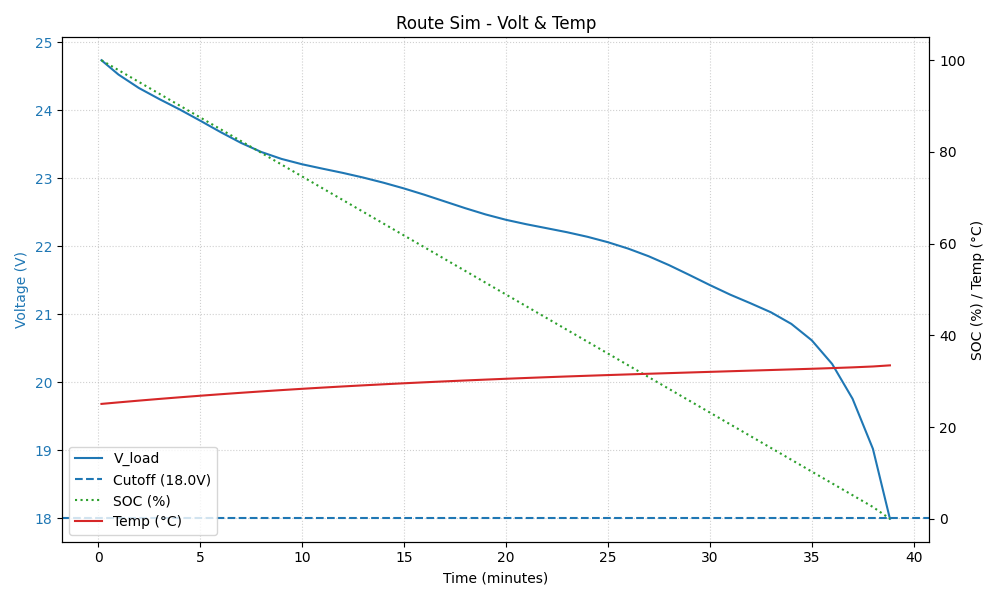 Route Sim - Volt & Temp
25
24
23
22
21
20
19
18
Voltage (V)
100
80
60
40
20
0
SOC (%) / Temp (°C)
V_load
Cutoff (18.0V)
SOC (%)
Temp (°C)
0 5 10 15 20 25 30 35 40
Time (minutes)